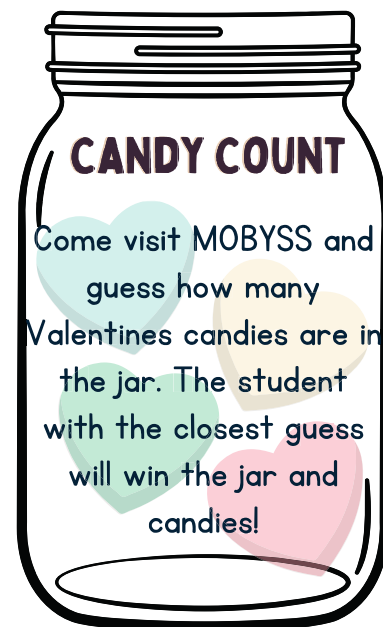 CANDY COUNT
Come visit MOBYSS and
guess how many
Valentines candies are in
the jar. The student
with the closest guess
will win the jar and
candies!